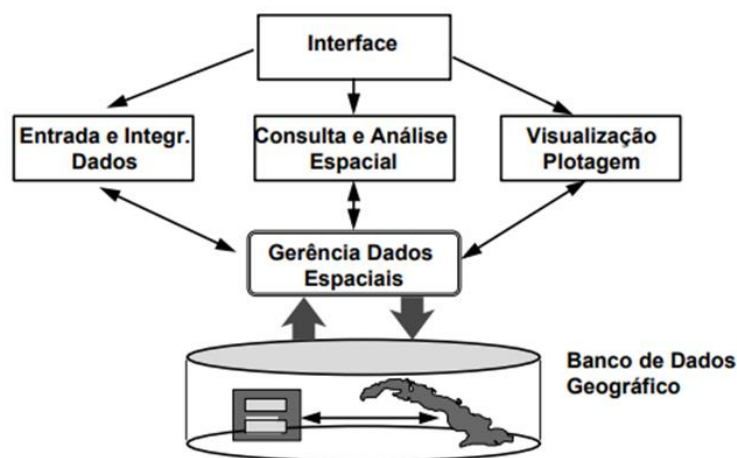 Interface
Entrada e Integr.
Dados
Consulta e Análise
Espacial
Visualização
Plotagem
Gerência Dados
Espaciais
Banco de Dados
Geográfico